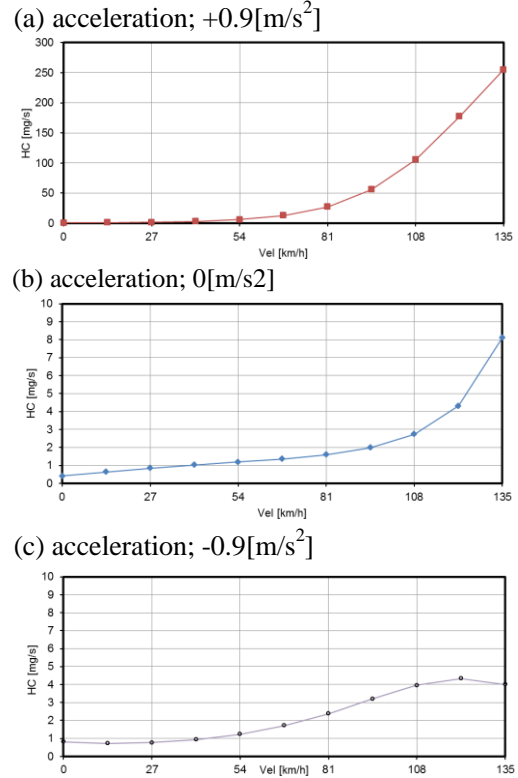 (a) acceleration; +0.9[m/s²]
300
250
200
150
100
50
0
HC [mg/s]
0 27 54 81 108 135
Vel [km/h]
(b) acceleration; 0[m/s2]
10
9
8
7
6
5
4
3
2
1
0
HC [mg/s]
0 27 54 81 108 135
Vel [km/h]
(c) acceleration; -0.9[m/s²]
10
9
8
7
6
5
4
3
2
1
0
HC [mg/s]
0 27 54 81 108 135
Vel [km/h]